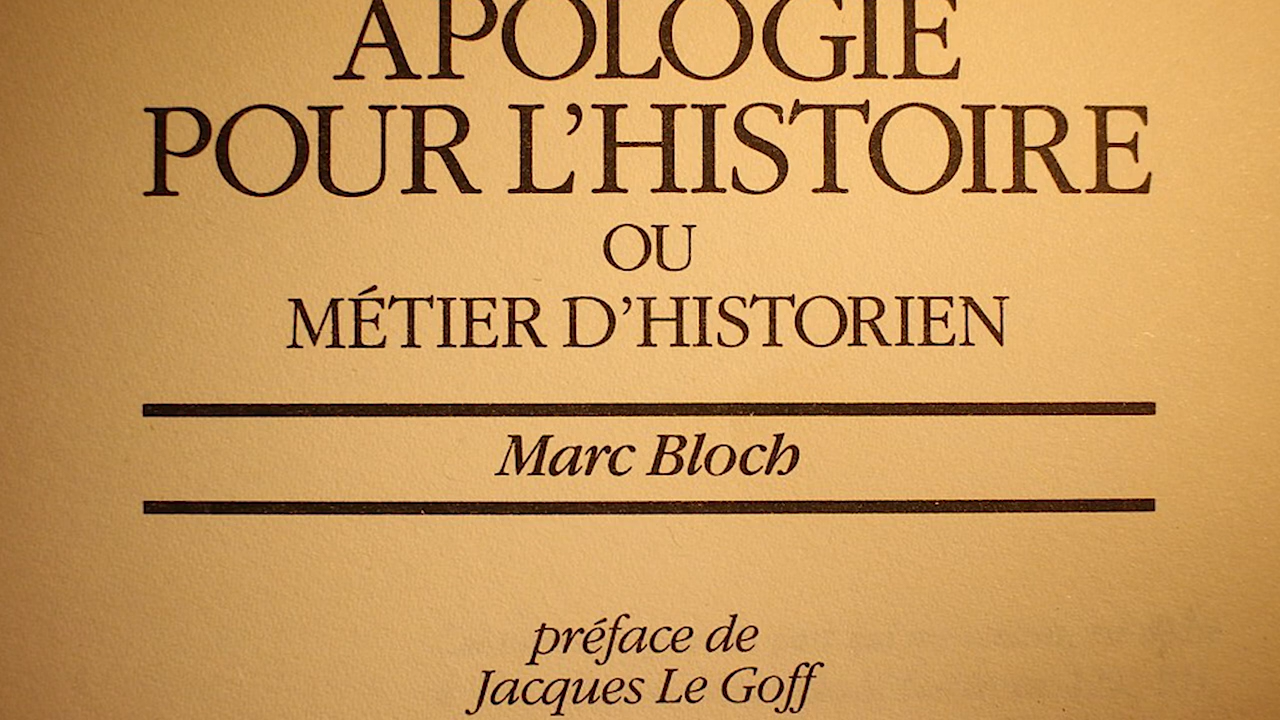 APOLOGIE
POUR L’HISTOIRE
OU
MÉTIER D’HISTORIEN
Marc Bloch
préface de
Jacques Le Goff